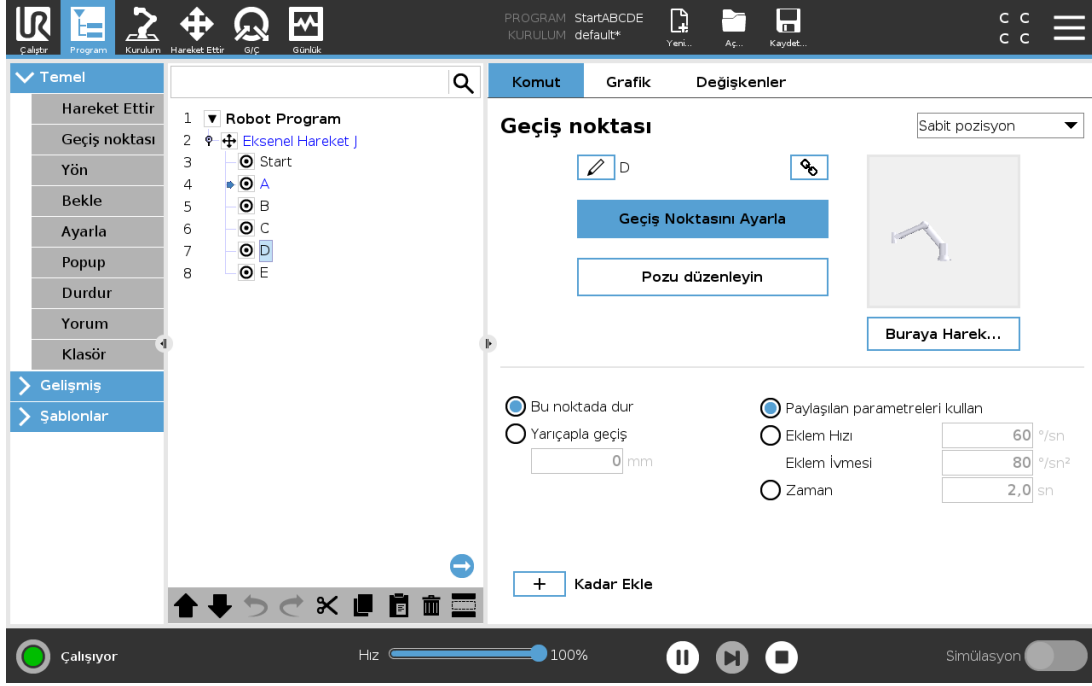 PROGRAM StartABCDE
KURULUM default*
C C
C C
Çalıştır Program Kurulum Hareket Ettir G/Ç Günlük Yeni... Aç... Kaydet...
Temel
Hareket Ettir
Geçiş noktası
Yön
Bekle
Ayarla
Popup
Durdur
Yorum
Klasör
Gelişmiş
Şablonlar
1 Robot Program
2 Eksenel Hareket J
3 Start
4 A
5 B
6 C
7 D
8 E
Komut Grafik Değişkenler
Geçiş noktası
Sabit pozisyon
D
Geçiş Noktasını Ayarla
Pozu düzenleyin
Buraya Harek...
Bu noktada dur
Yarıçapla geçiş
0 mm
Paylaşılan parametreleri kullan
Eklem Hızı 60 °/sn
Eklem İvmesi 80 °/sn²
Zaman 2,0 sn
+ Kadar Ekle
Çalışıyor
Hız 100%
Simülasyon